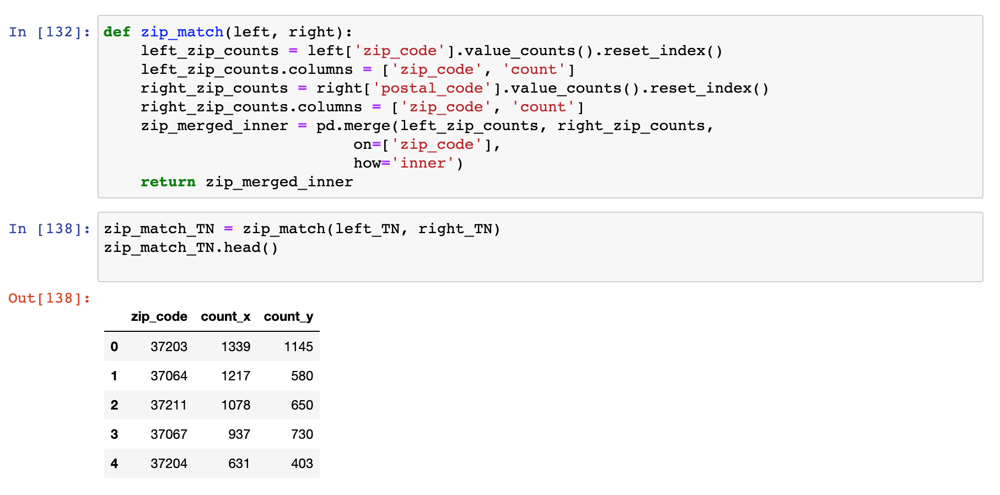 In [132]: def zip_match(left, right):
    left_zip_counts = left['zip_code'].value_counts().reset_index()
    left_zip_counts.columns = ['zip_code', 'count']
    right_zip_counts = right['postal_code'].value_counts().reset_index()
    right_zip_counts.columns = ['zip_code', 'count']
    zip_merged_inner = pd.merge(left_zip_counts, right_zip_counts,
                           on=['zip_code'],
                           how='inner')
    return zip_merged_inner
In [138]: zip_match_TN = zip_match(left_TN, right_TN)
zip_match_TN.head()
Out[138]:
zip_code count_x count_y
0 37203 1339 1145
1 37064 1217 580
2 37211 1078 650
3 37067 937 730
4 37204 631 403